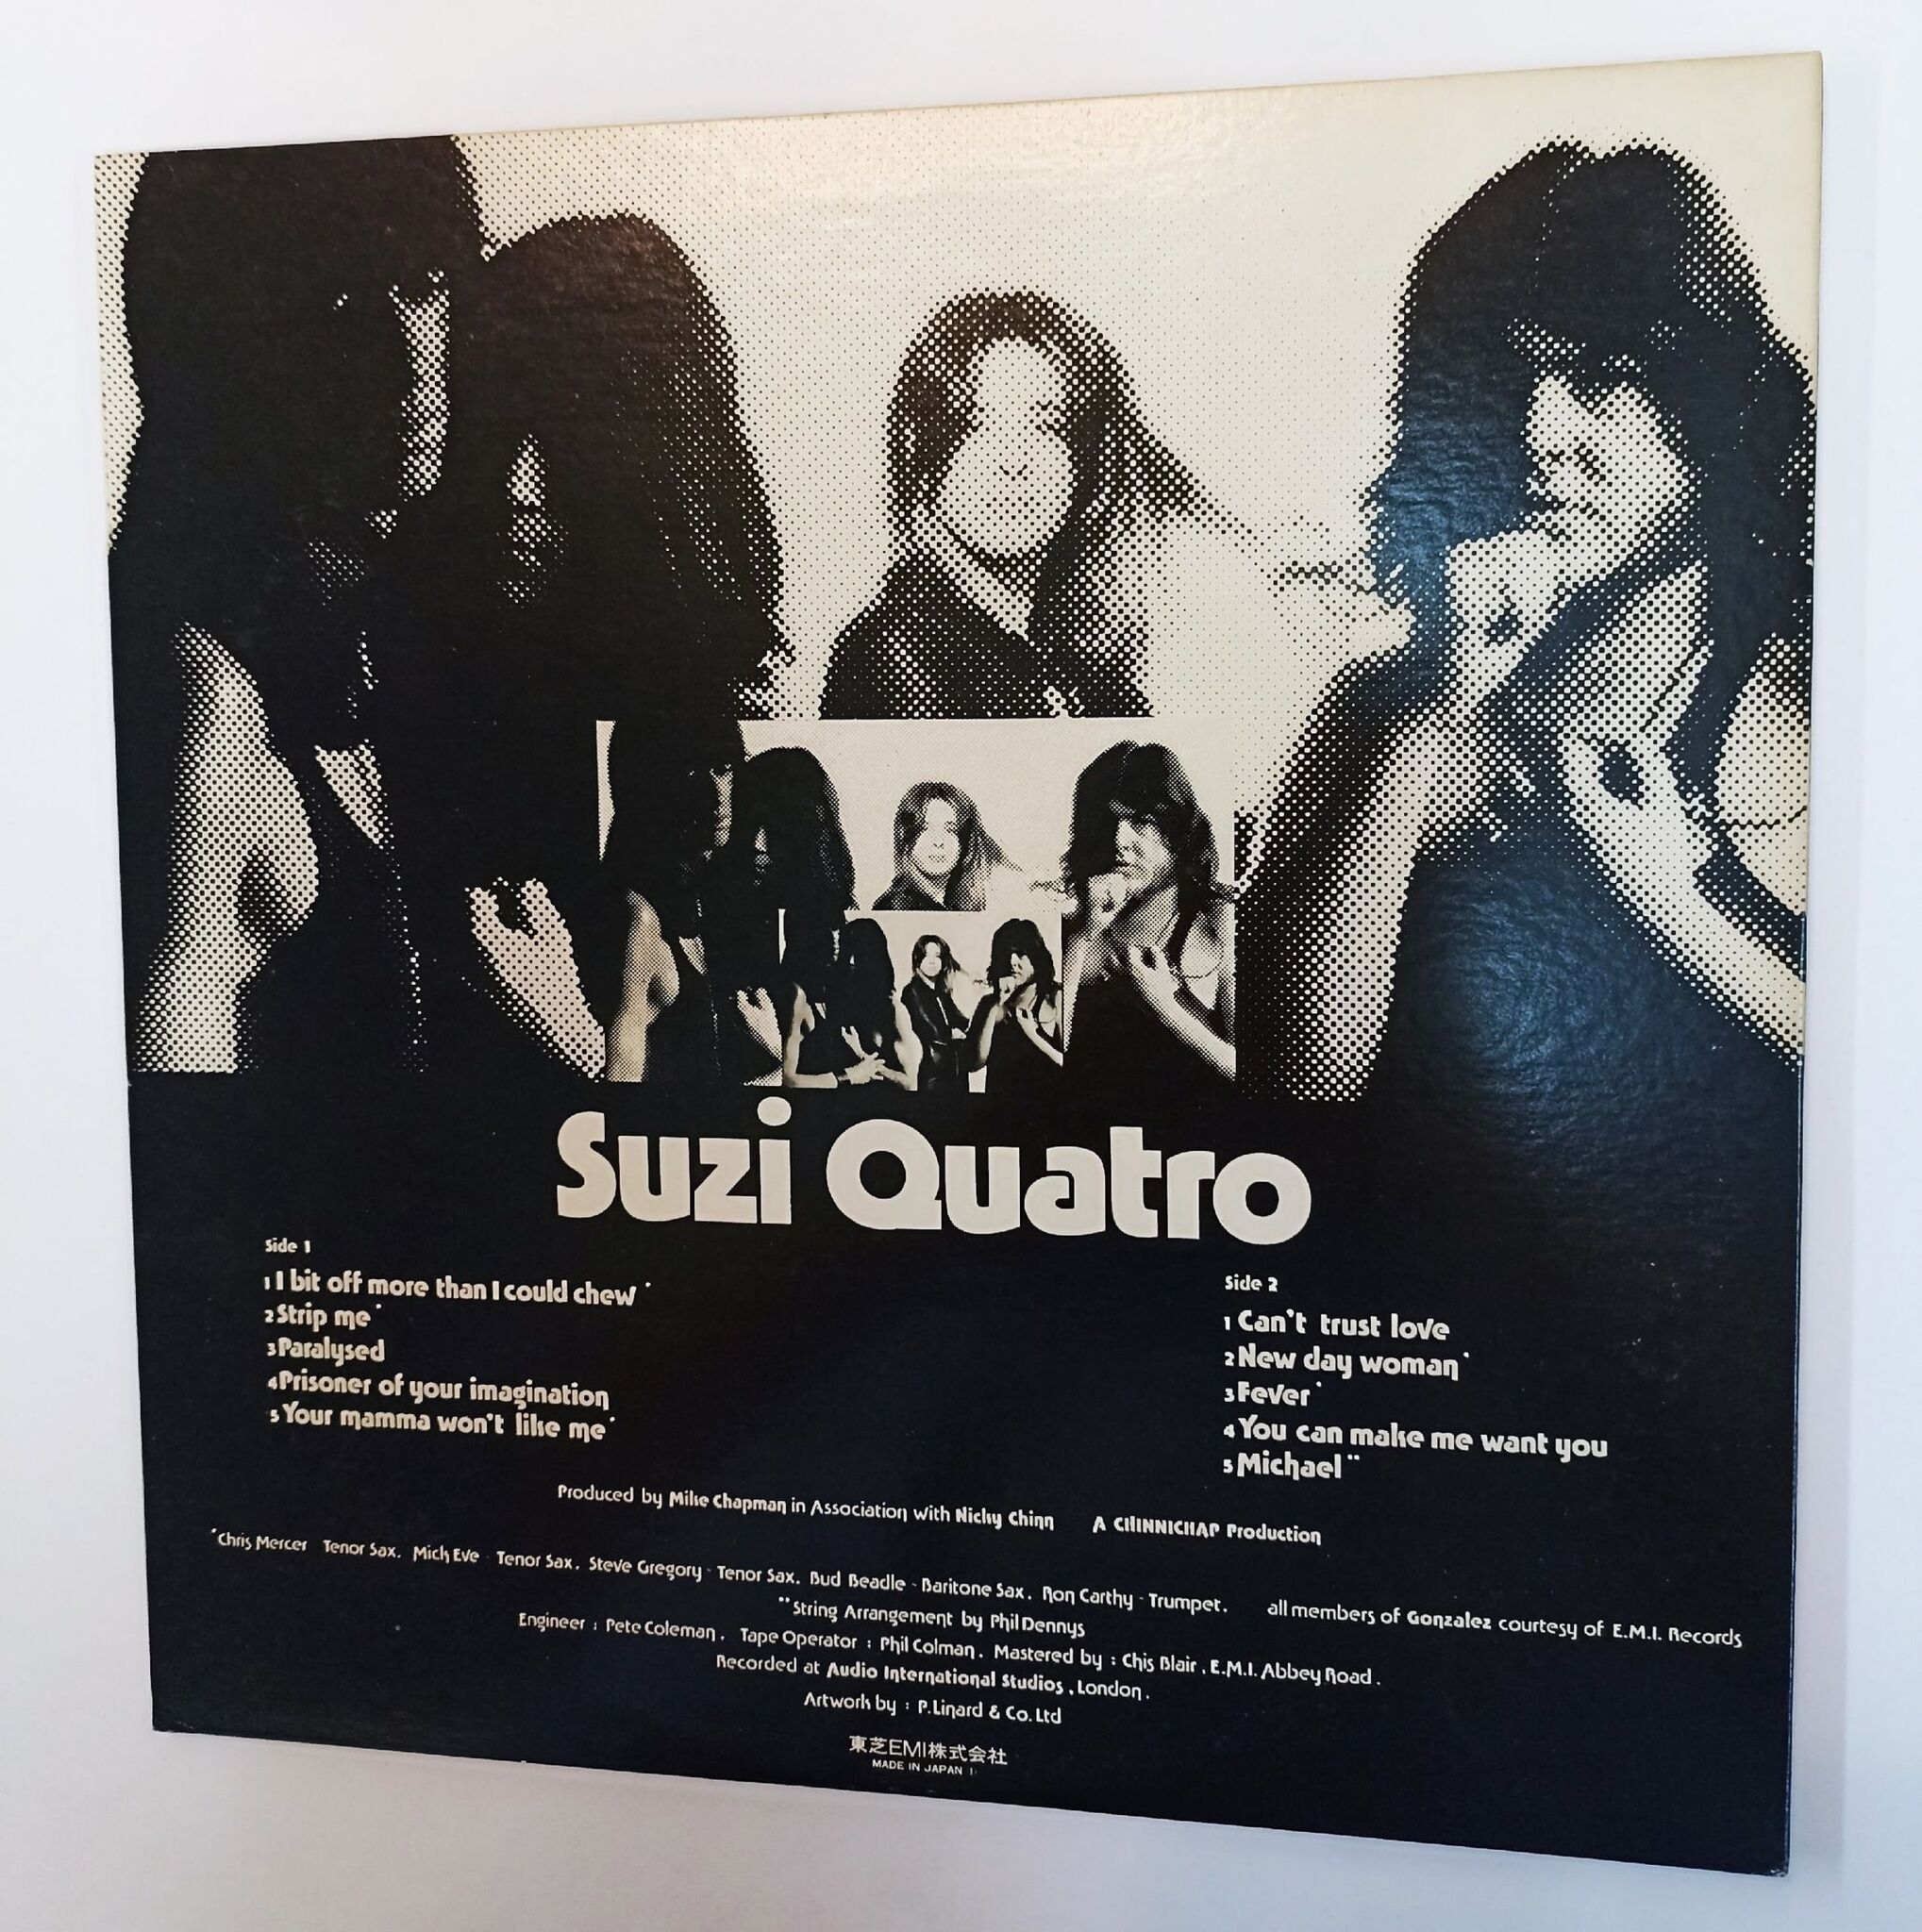 Suzi Quatro
Side 1
1 I bit off more than I could chew *
2 Strip me *
3 Paralysed
4 Prisoner of your imagination
5 Your mamma won't like me *
Side 2
1 Can't trust love
2 New day woman *
3 Fever *
4 You can make me want you
5 Michael **
Produced by Mike Chapman in Association with Nicky Chinn A CHINNICHAP Production
*Chris Mercer Tenor Sax. Mick Eve - Tenor Sax. Steve Gregory - Tenor Sax. Bud Beadle - Baritone Sax. Ron Carthy - Trumpet. all members of Gonzalez courtesy of E.M.I. Records
**String Arrangement by Phil Dennys
Engineer : Pete Coleman. Tape Operator : Phil Colman. Mastered by : Chis Blair, E.M.I. Abbey Road.
Recorded at Audio International Studios, London.
Artwork by : P.Linard & Co. Ltd
東芝EMI株式会社
MADE IN JAPAN